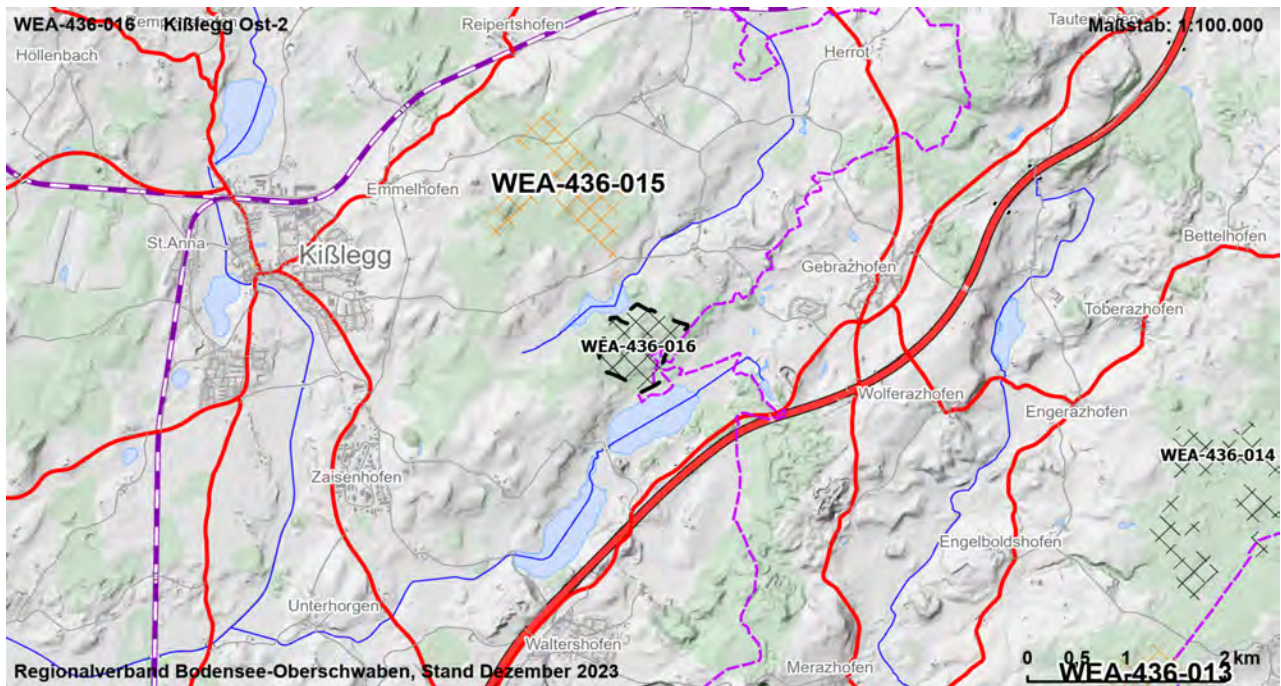 WEA-436-016 Kißlegg Ost-2
Maßstab: 1:100.000
Reipertshofen
Herrot
Höllenbach
WEA-436-015
Emmelhofen
St.Anna
Kißlegg
Gebrazhofen
Bettelhofen
Toberazhofen
WEA-436-016
Wolferazhofen
Engerazhofen
WEA-436-014
Zaisenhofen
Engelboldshofen
Unterhorgen
Waltershofen
Merazhofen
0 0,5 1 2 km
WEA-436-013
Regionalverband Bodensee-Oberschwaben, Stand Dezember 2023